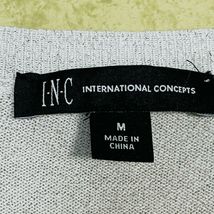 I·N·C INTERNATIONAL CONCEPTS
M
MADE IN
CHINA